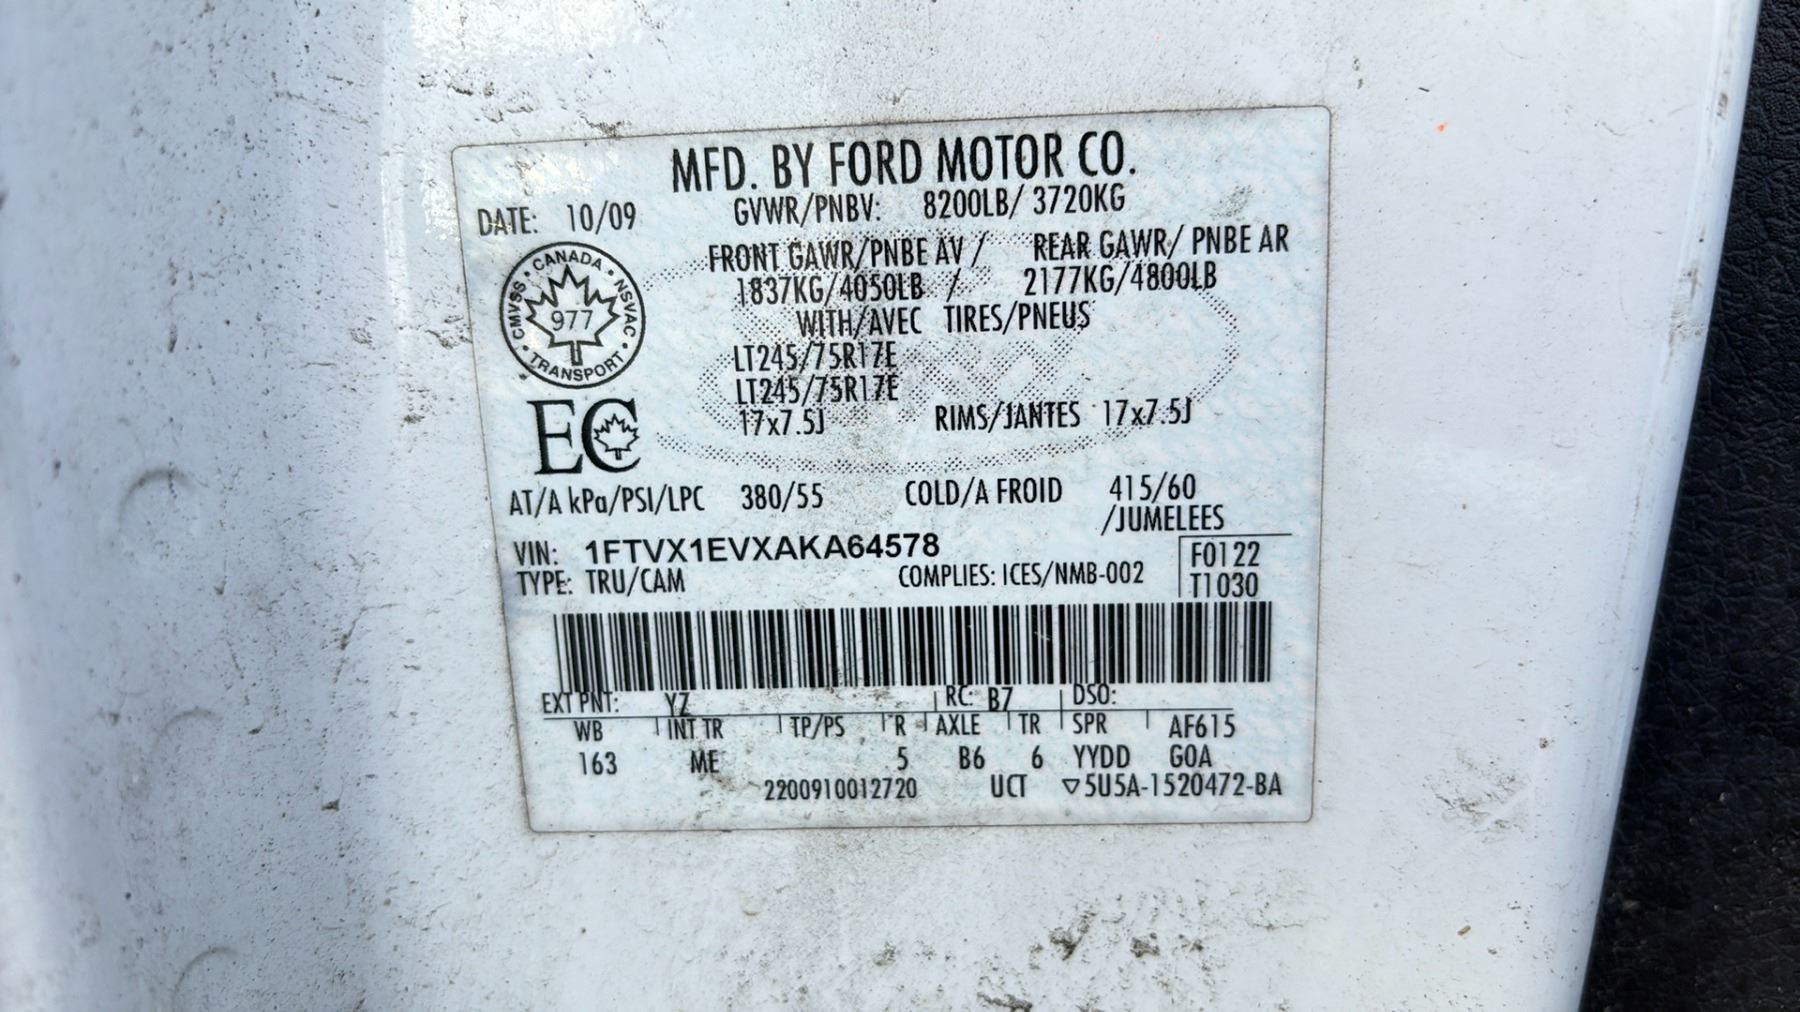 MFD. BY FORD MOTOR CO.
DATE: 10/09 GVWR/PNBV: 8200LB/ 3720KG
FRONT GAWR/PNBE AV / REAR GAWR/ PNBE AR
1837KG/4050LB / 2177KG/4800LB
WITH/AVEC TIRES/PNEUS
LT245/75R17E
LT245/75R17E
17x7.5J RIMS/JANTES 17x7.5J
CANADA
CMVSS 977 NSVAC
TRANSPORT
EC
AT/A kPa/PSI/LPC 380/55 COLD/A FROID 415/60
/JUMELEES
VIN: 1FTVX1EVXAKA64578 F0122
TYPE: TRU/CAM COMPLIES: ICES/NMB-002 T1030
EXT PNT: YZ RC: B7 DSO:
WB INT TR TP/PS R AXLE TR SPR AF615
163 ME 5 B6 6 YYDD GOA
2200910012720 UCT ▽5U5A-1520472-BA